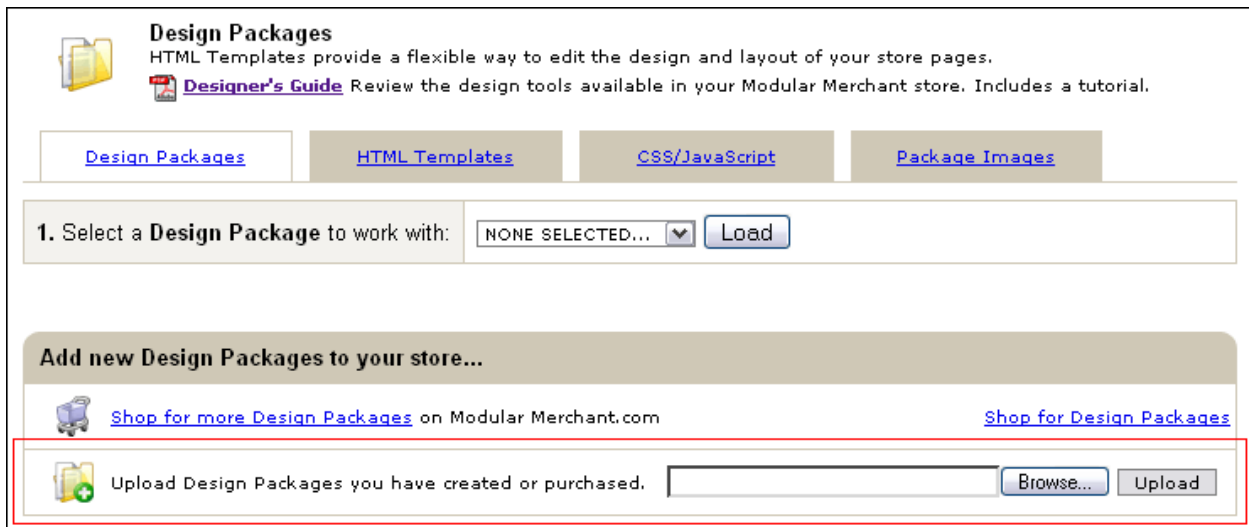 Design Packages
HTML Templates provide a flexible way to edit the design and layout of your store pages.
PDF Designer's Guide Review the design tools available in your Modular Merchant store. Includes a tutorial.
Design Packages HTML Templates CSS/JavaScript Package Images
1. Select a Design Package to work with: NONE SELECTED... Load
Add new Design Packages to your store...
Shop for more Design Packages on Modular Merchant.com Shop for Design Packages
Upload Design Packages you have created or purchased. Browse... Upload